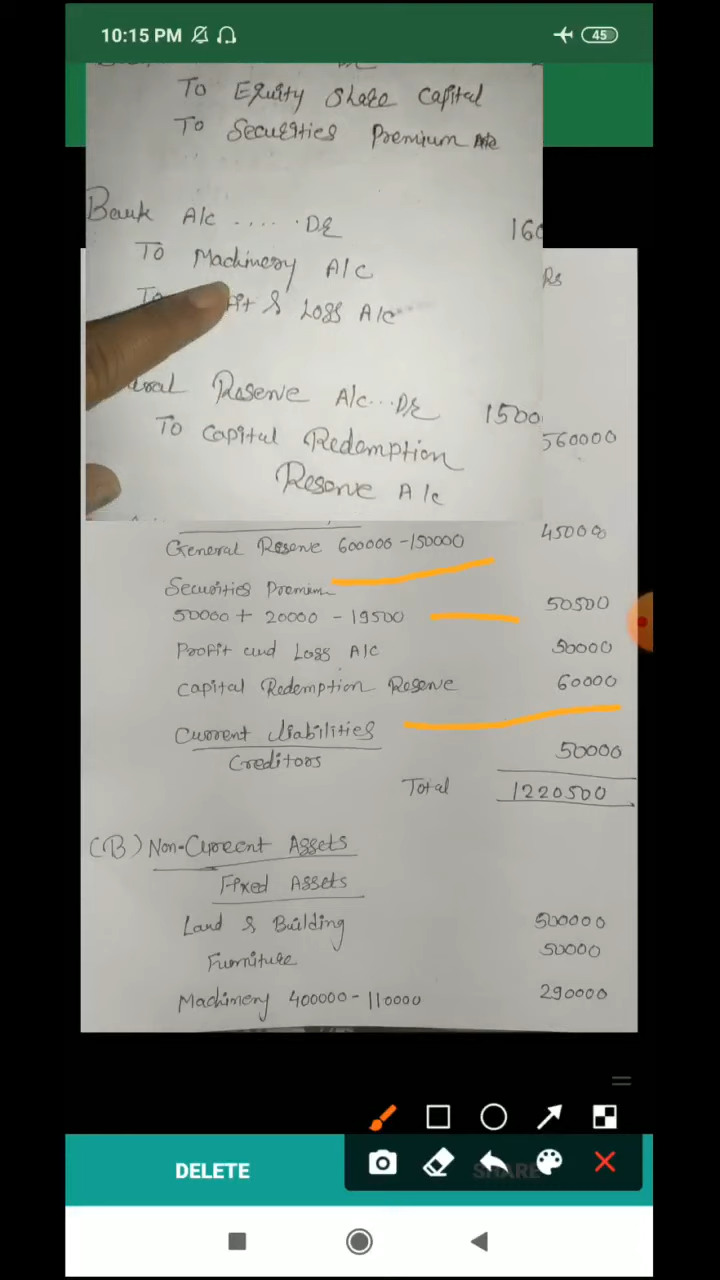 10:15 PM 45
To Equity Share Capital
To Securities Premium A/c
Bank A/c .... . Dr 160
To Machinery A/c
Rs
& Loss A/c
Reserve A/c...Dr 1500
To Capital Redemption
Reserve A/c
560000
General Reserve 600000 - 150000 450000
Securities Premium
50000 + 20000 - 19500 50500
Profit and Loss A/c 50000
Capital Redemption Reserve 60000
Current Liabilities
Creditors 50000
Total 1220500
(B) Non-Current Assets
Fixed Assets
Land & Building 500000
Furniture 50000
Machinery 400000 - 110000 290000
DELETE
SHARE